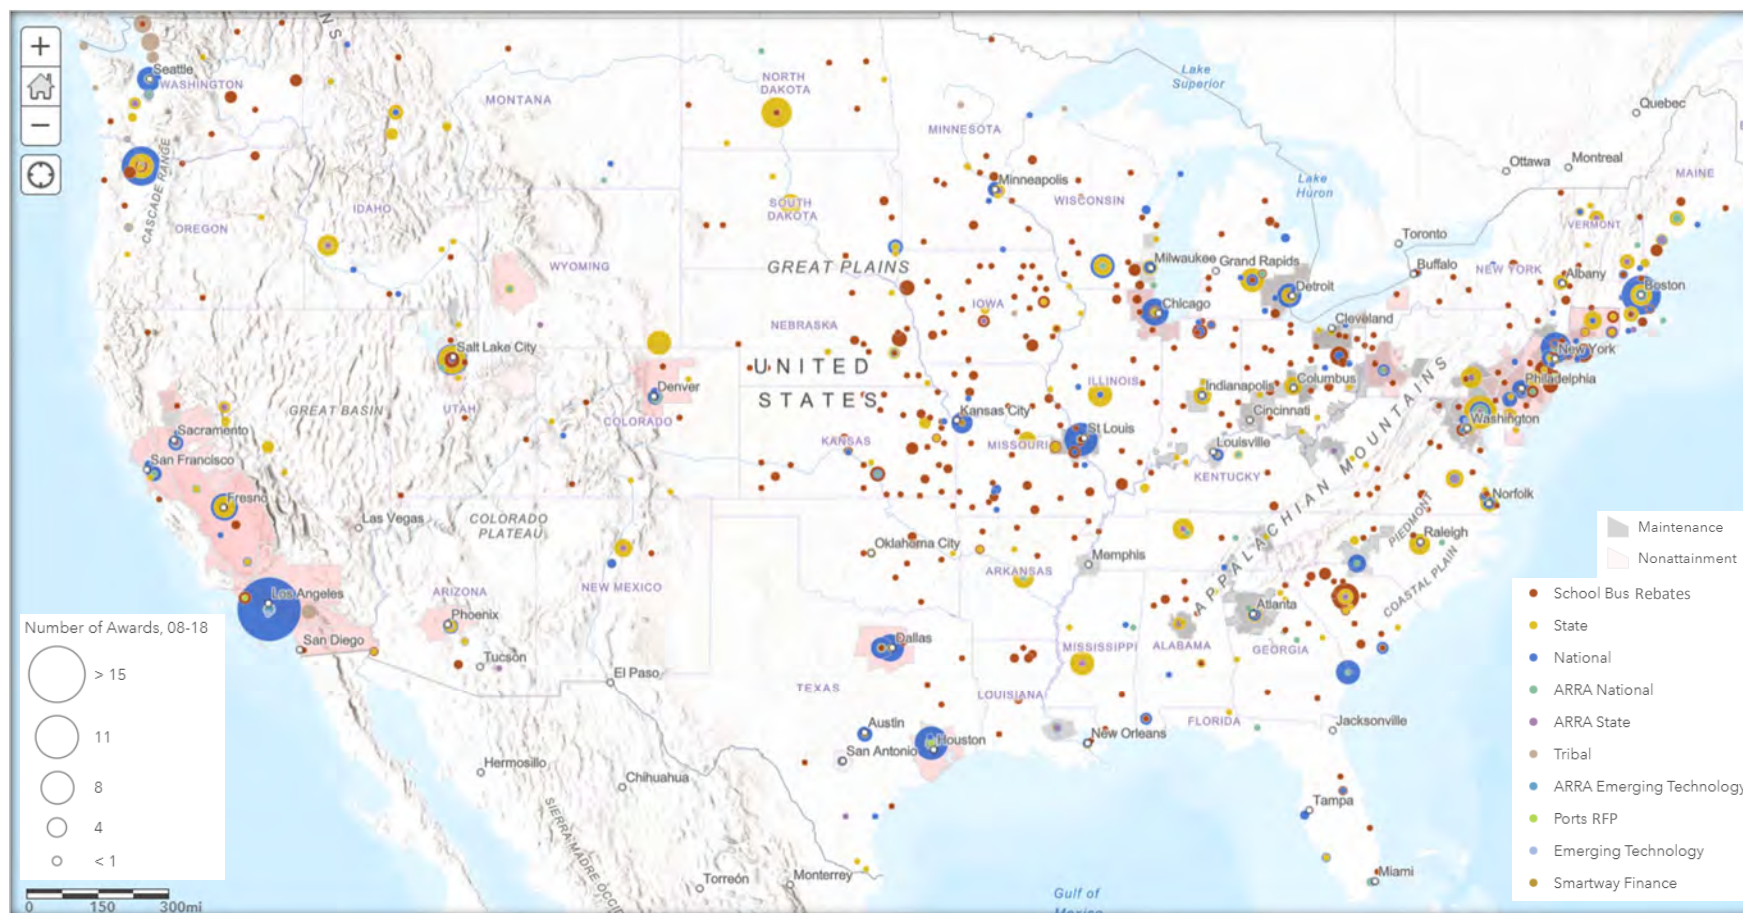 +
−
N
S
Seattle
WASHINGTON
CASCADE RANGE
OREGON
IDAHO
MONTANA
NORTH
DAKOTA
SOUTH
DAKOTA
MINNESOTA
Minneapolis
WISCONSIN
Lake
Superior
Lake
Huron
Quebec
Ottawa
Montreal
MAINE
VERMONT
Toronto
Buffalo
NEW YORK
Albany
Boston
WYOMING
GREAT PLAINS
IOWA
NEBRASKA
Milwaukee
Grand Rapids
Chicago
Detroit
Cleveland
New York
Philadelphia
Washington
Salt Lake City
UNITED
STATES
Denver
COLORADO
GREAT BASIN
UTAH
Sacramento
San Francisco
Fresno
Las Vegas
COLORADO
PLATEAU
KANSAS
Kansas City
MISSOURI
St Louis
ILLINOIS
Indianapolis
Columbus
Cincinnati
Louisville
KENTUCKY
APPALACHIAN MOUNTAINS
PIEDMONT
COASTAL PLAIN
Norfolk
Raleigh
Oklahoma City
ARKANSAS
Memphis
NEW MEXICO
ARIZONA
Phoenix
Los Angeles
San Diego
Tucson
El Paso
Dallas
TEXAS
LOUISIANA
MISSISSIPPI
ALABAMA
Atlanta
GEORGIA
FLORIDA
Jacksonville
Austin
San Antonio
Houston
New Orleans
Tampa
Miami
Hermosillo
Chihuahua
SIERRA MADRE OCCID
Torreón
Monterrey
Gulf of
Mexico
Number of Awards, 08-18
> 15
11
8
4
< 1
0 150 300mi
Maintenance
Nonattainment
School Bus Rebates
State
National
ARRA National
ARRA State
Tribal
ARRA Emerging Technology
Ports RFP
Emerging Technology
Smartway Finance